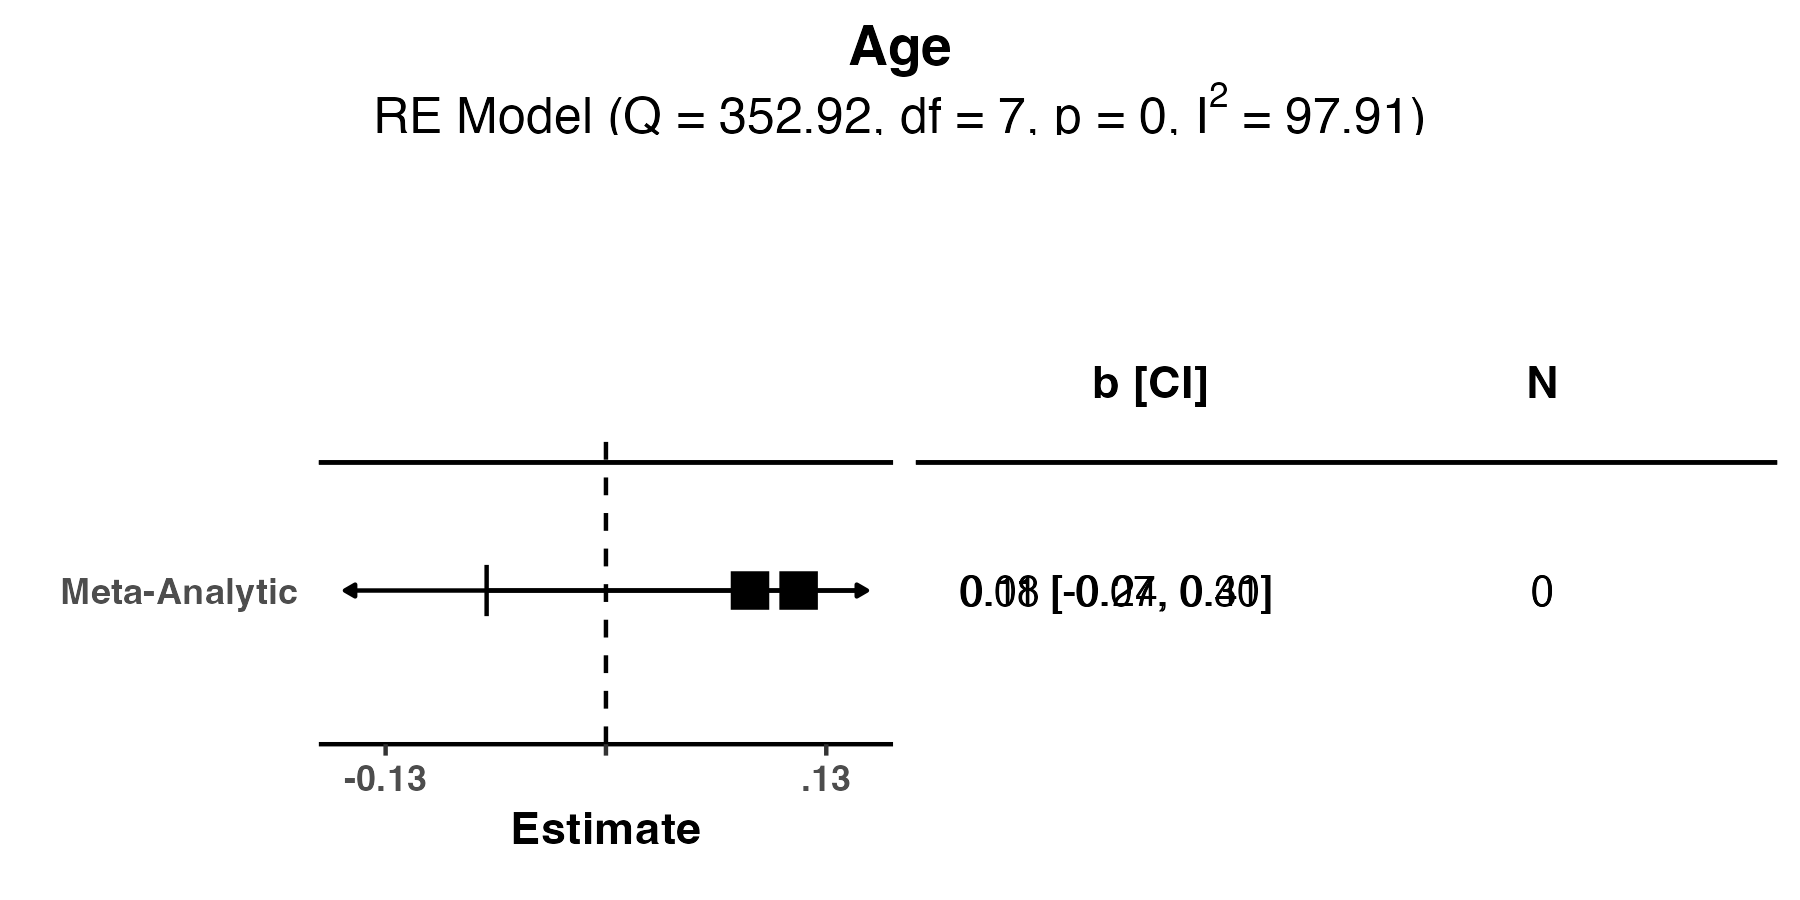 Age
RE Model (Q = 352.92, df = 7, p = 0, I² = 97.91)
b [CI] N
Meta-Analytic 0
-0.13 .13
Estimate